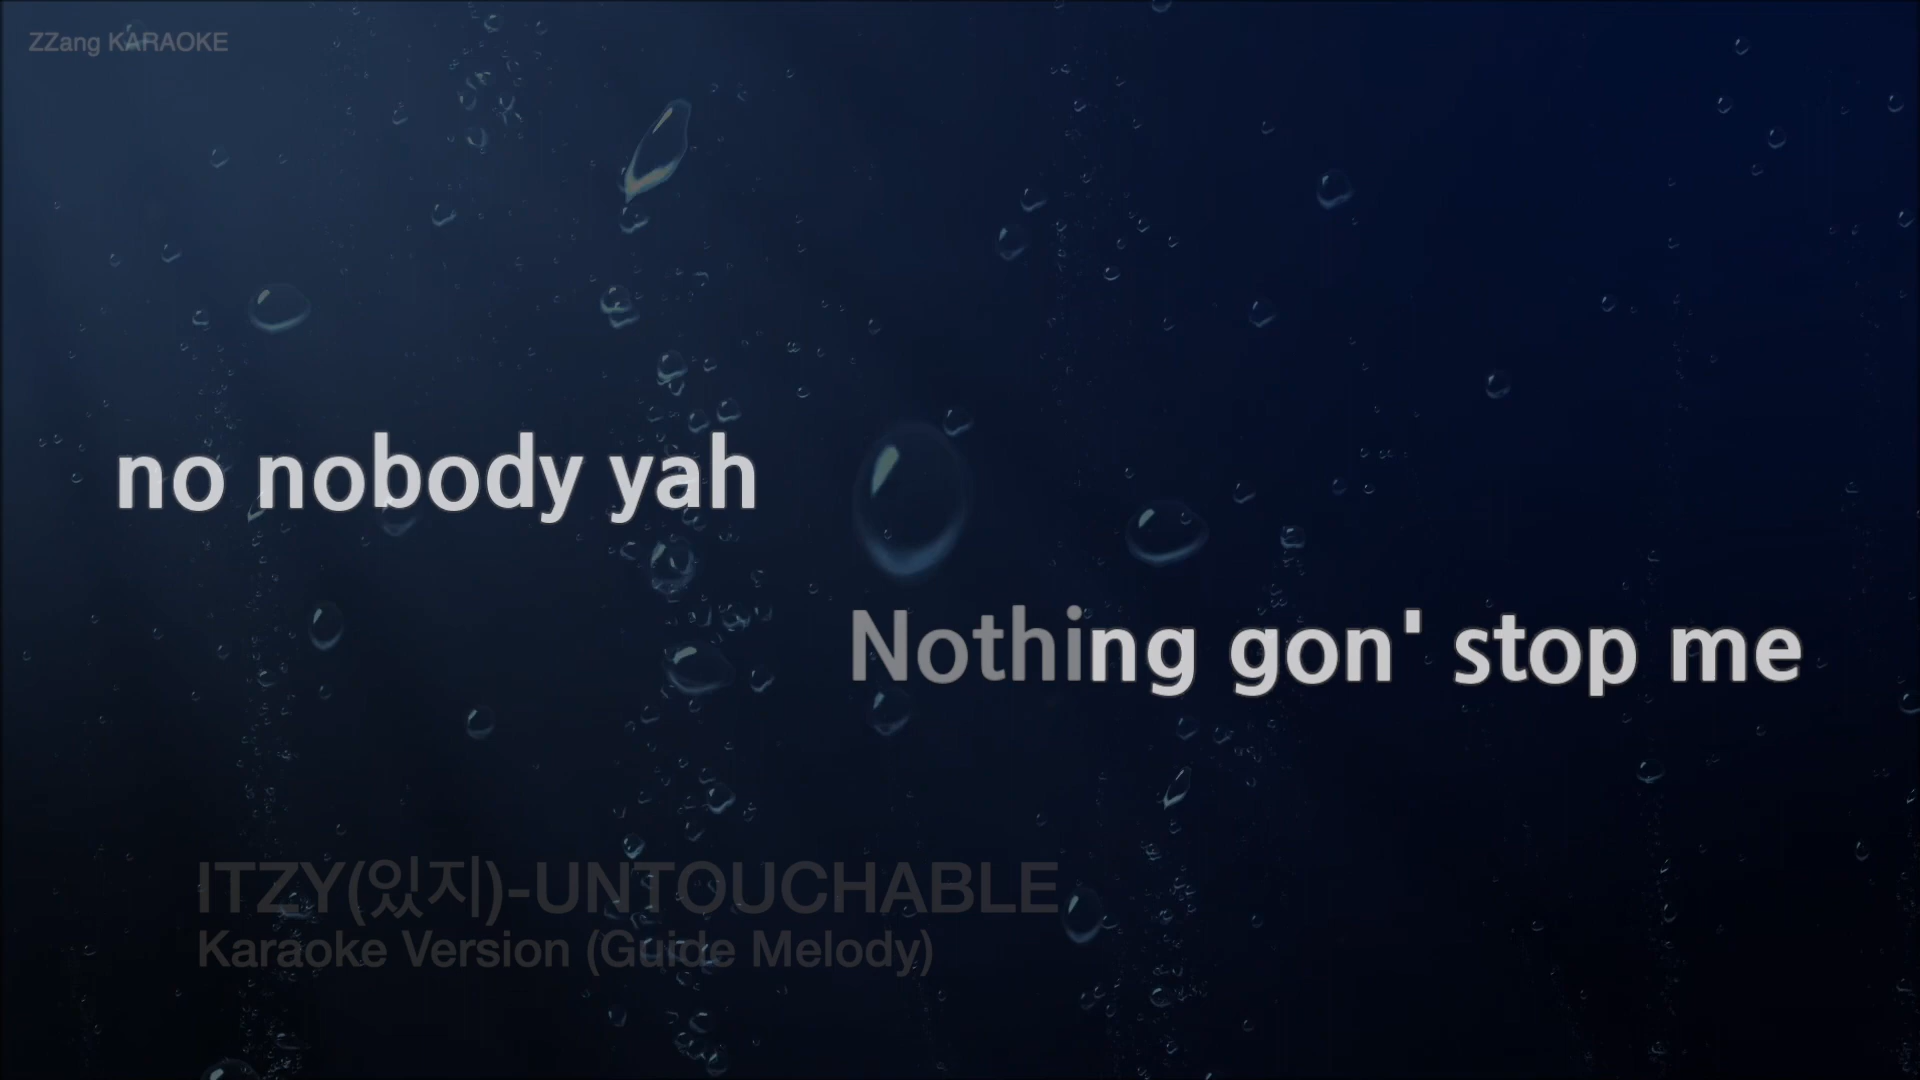 ZZang KARAOKE
no nobody yah
Nothing gon' stop me
ITZY(있지)-UNTOUCHABLE
Karaoke Version (Guide Melody)